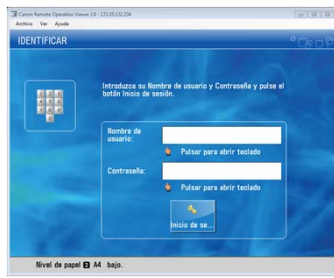 Canon Remote Operation Viewer 2.0 - 172.25.132.234
Archivo Ver Ayuda
IDENTIFICAR
Introduzca su Nombre de usuario y Contraseña y pulse el
botón Inicio de sesión.
Nombre de
usuario:
Pulsar para abrir teclado
Contraseña:
Pulsar para abrir teclado
Inicio de se...
Nivel de papel 2 A4 bajo.